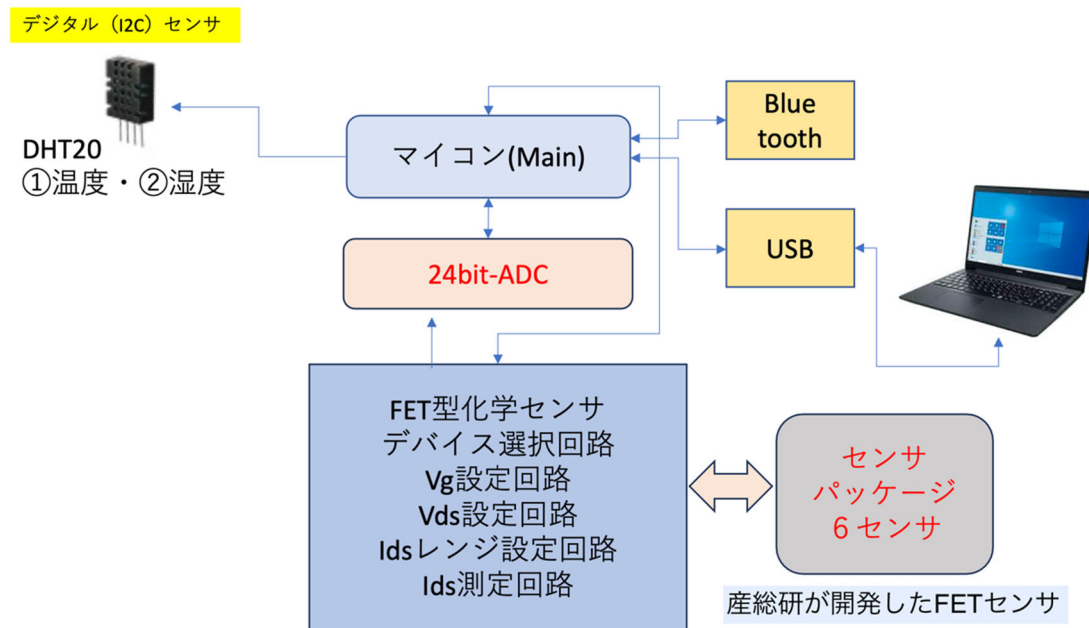 デジタル（I2C）センサ
DHT20
①温度・②湿度
マイコン(Main)
Blue
tooth
USB
24bit-ADC
FET型化学センサ
デバイス選択回路
Vg設定回路
Vds設定回路
Idsレンジ設定回路
Ids測定回路
センサ
パッケージ
６センサ
産総研が開発したFETセンサ